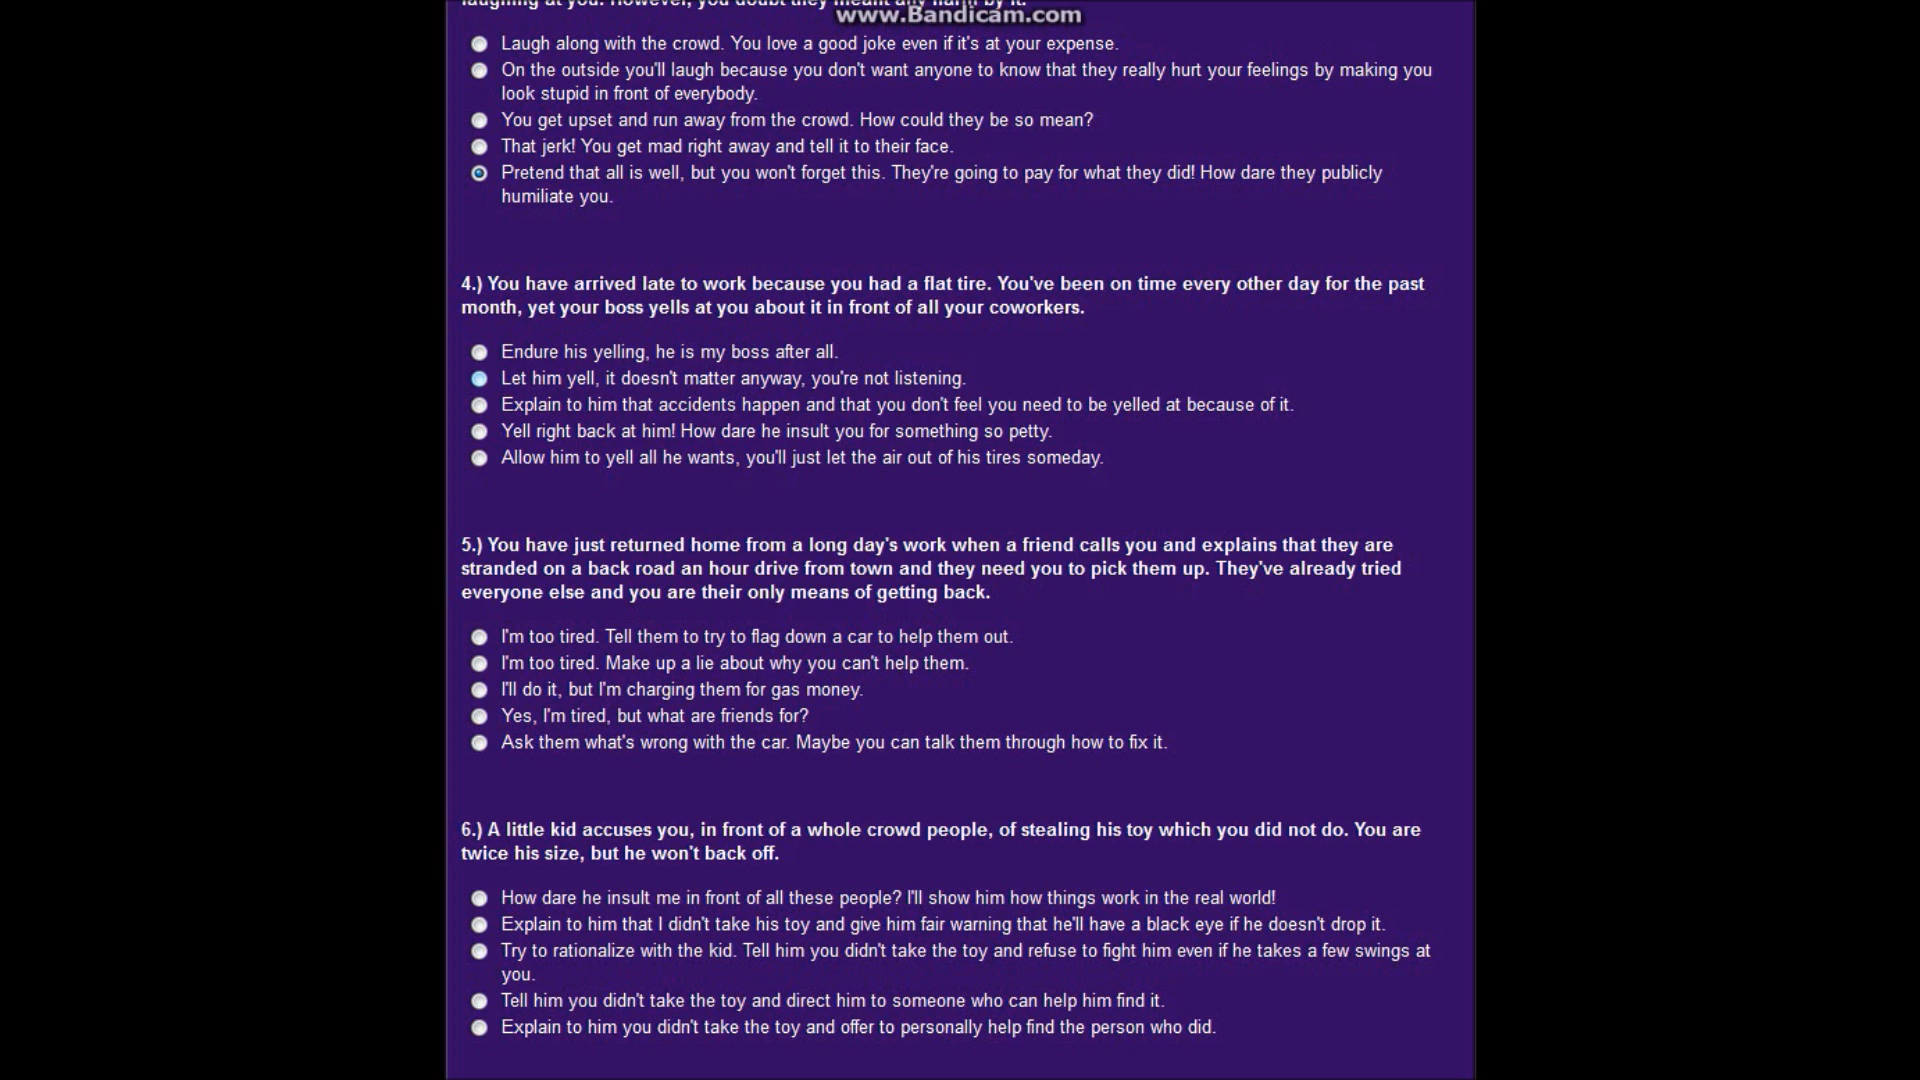 laughing at you. However, you doubt they meant any harm by it.
www.Bandicam.com
Laugh along with the crowd. You love a good joke even if it's at your expense.
On the outside you'll laugh because you don't want anyone to know that they really hurt your feelings by making you
look stupid in front of everybody.
You get upset and run away from the crowd. How could they be so mean?
That jerk! You get mad right away and tell it to their face.
Pretend that all is well, but you won't forget this. They're going to pay for what they did! How dare they publicly
humiliate you.
4.) You have arrived late to work because you had a flat tire. You've been on time every other day for the past
month, yet your boss yells at you about it in front of all your coworkers.
Endure his yelling, he is my boss after all.
Let him yell, it doesn't matter anyway, you're not listening.
Explain to him that accidents happen and that you don't feel you need to be yelled at because of it.
Yell right back at him! How dare he insult you for something so petty.
Allow him to yell all he wants, you'll just let the air out of his tires someday.
5.) You have just returned home from a long day's work when a friend calls you and explains that they are
stranded on a back road an hour drive from town and they need you to pick them up. They've already tried
everyone else and you are their only means of getting back.
I'm too tired. Tell them to try to flag down a car to help them out.
I'm too tired. Make up a lie about why you can't help them.
I'll do it, but I'm charging them for gas money.
Yes, I'm tired, but what are friends for?
Ask them what's wrong with the car. Maybe you can talk them through how to fix it.
6.) A little kid accuses you, in front of a whole crowd people, of stealing his toy which you did not do. You are
twice his size, but he won't back off.
How dare he insult me in front of all these people? I'll show him how things work in the real world!
Explain to him that I didn't take his toy and give him fair warning that he'll have a black eye if he doesn't drop it.
Try to rationalize with the kid. Tell him you didn't take the toy and refuse to fight him even if he takes a few swings at
you.
Tell him you didn't take the toy and direct him to someone who can help him find it.
Explain to him you didn't take the toy and offer to personally help find the person who did.